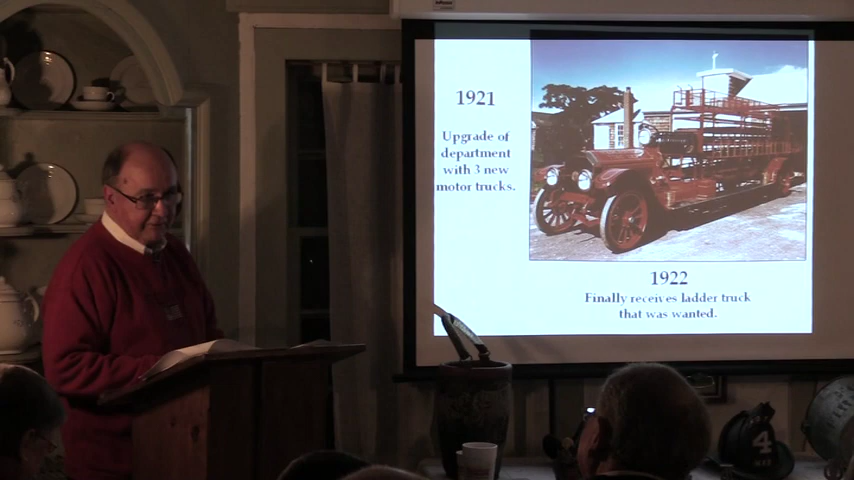 1921
Upgrade of
department
with 3 new
motor trucks.
1922
Finally receives ladder truck
that was wanted.
4